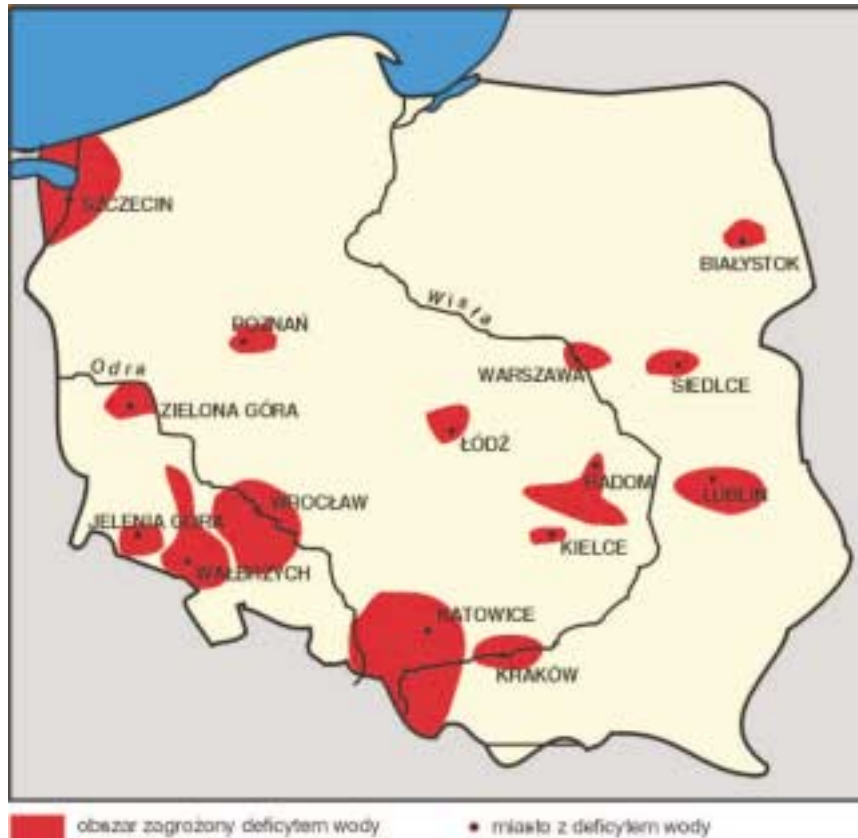 SZCZECIN
BIAŁYSTOK
POZNAŃ
Wisła
WARSZAWA
SIEDLCE
Odra
ZIELONA GÓRA
ŁÓDŹ
RADOM
LUBLIN
WROCŁAW
JELENIA GÓRA
KIELCE
WAŁBRZYCH
KATOWICE
KRAKÓW
obszar zagrożony deficytem wody
miasto z deficytem wody